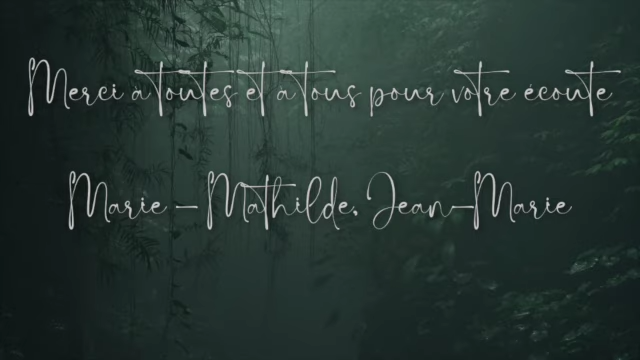 Merci à toutes et à tous pour votre écoute
Marie - Mathilde, Jean-Marie